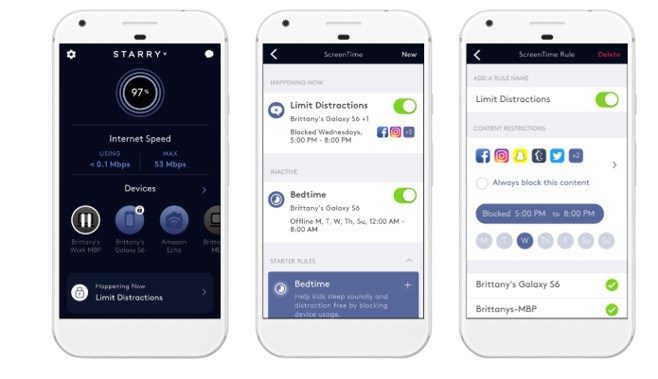 STARRY+
97%
Internet Speed
USING
MAX
< 0.1 Mbps
53 Mbps
Devices
Brittany's
Work MBP
Brittany's
Galaxy S6
Amazon
Echo
Happening Now
Limit Distractions
ScreenTime
New
HAPPENING NOW
Limit Distractions
Brittany's Galaxy S6 +1
Blocked Wednesdays,
5:00 PM - 8:00 PM
+5
INACTIVE
Bedtime
Brittany's Galaxy S6
Offline M, T, W, Th, Su, 12:00 AM -
8:00 AM
STARTER RULES
Bedtime
Help kids sleep soundly and
distraction free by blocking
device usage.
ScreenTime Rule
Delete
ADD A RULE NAME
Limit Distractions
CONTENT RESTRICTIONS
+2
Always block this content
Blocked 5:00 PM to 8:00 PM
M T W Th F Sa Su
Brittany's Galaxy S6
Brittanys-MBP